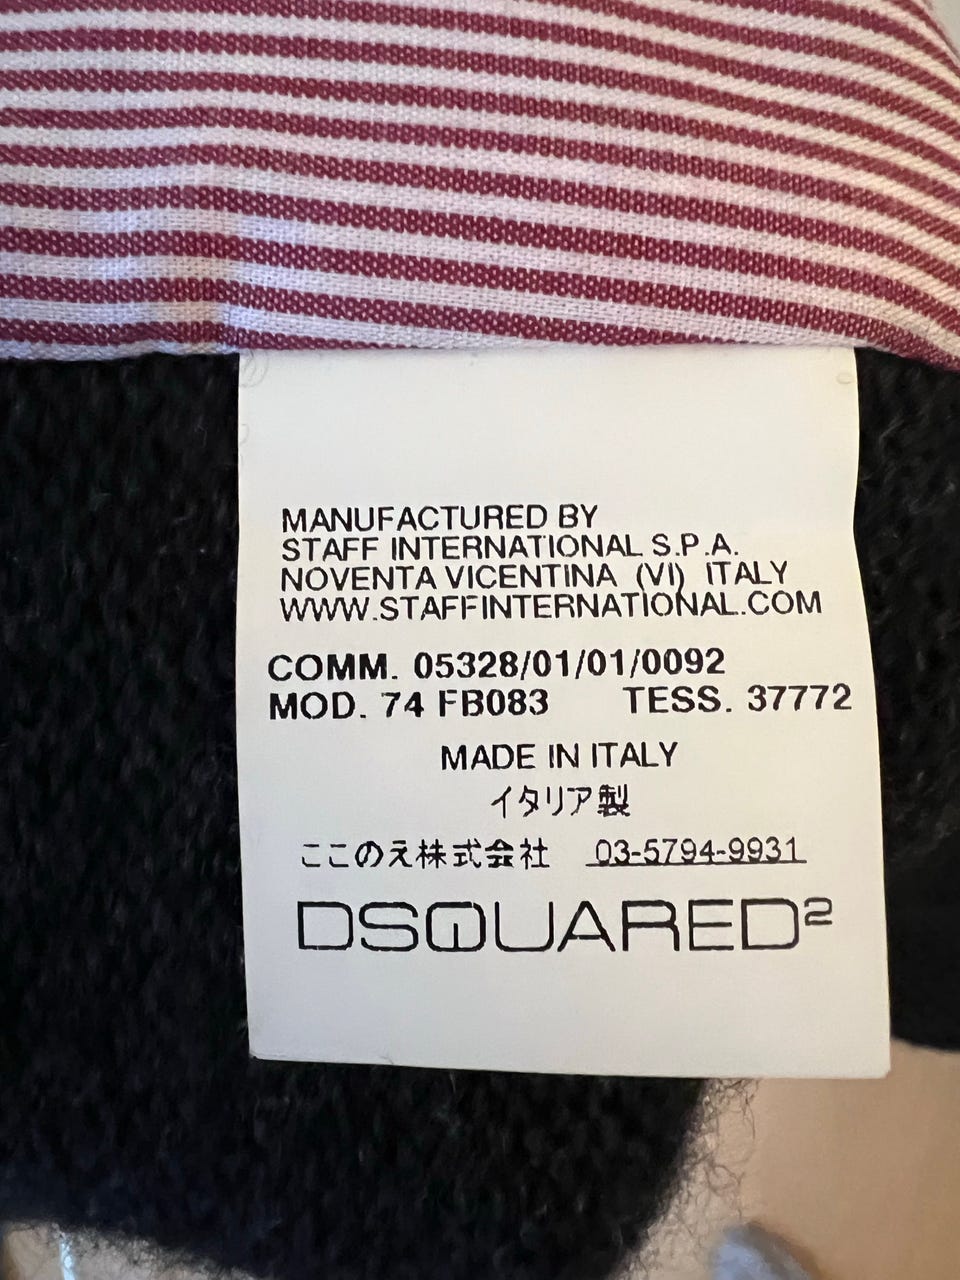 MANUFACTURED BY
STAFF INTERNATIONAL S.P.A.
NOVENTA VICENTINA (VI) ITALY
WWW.STAFFINTERNATIONAL.COM
COMM. 05328/01/01/0092
MOD. 74 FB083 TESS. 37772
MADE IN ITALY
イタリア製
ここのえ株式会社 03-5794-9931
DSQUARED²